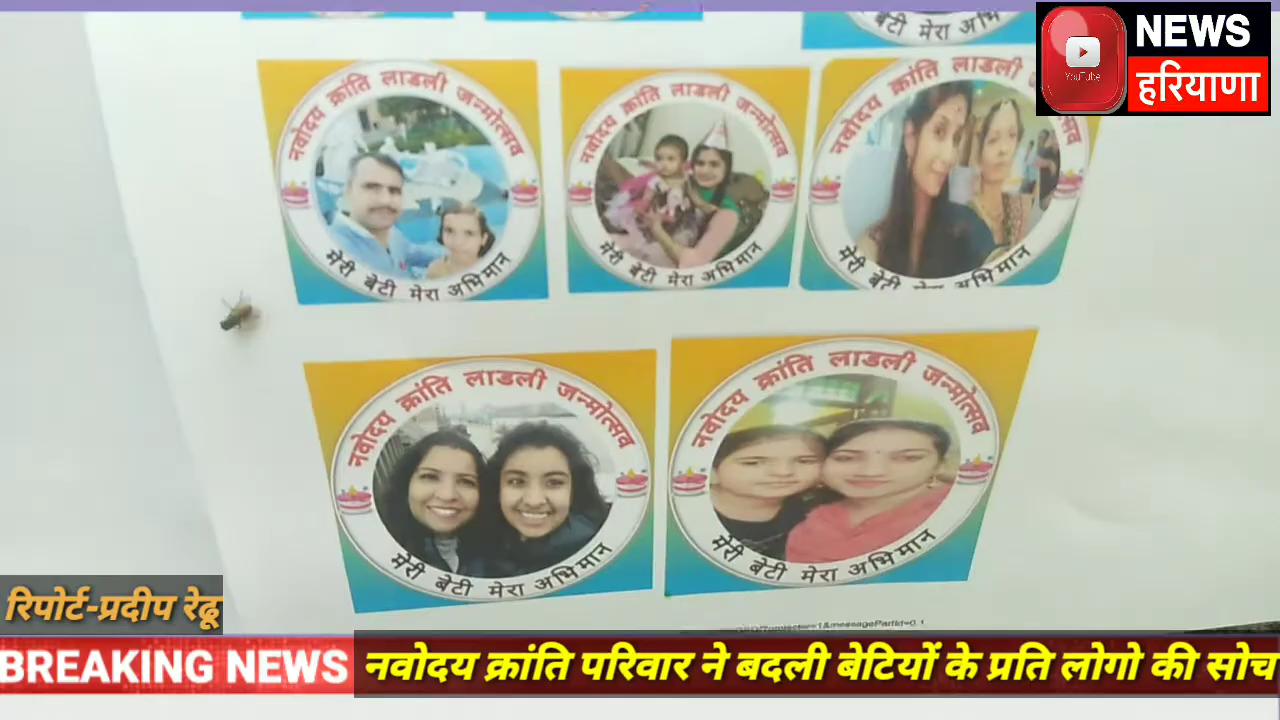 बेटी मेरा अभि
NEWS
YouTube
हरियाणा
नवोदय क्रांति लाडली जन्मोत्सव
मेरी बेटी मेरा अभिमान
नवोदय क्रांति लाडली जन्मोत्सव
मेरी बेटी मेरा अभिमान
नवोदय क्रांति लाडली
मेरी बेटी मेरा अभिमान
नवोदय क्रांति लाडली जन्मोत्सव
मेरी बेटी मेरा अभिमान
नवोदय क्रांति लाडली जन्मोत्सव
मेरी बेटी मेरा अभिमान
रिपोर्ट-प्रदीप रेढू
BREAKING NEWS
नवोदय क्रांति परिवार ने बदली बेटियों के प्रति लोगो की सोच